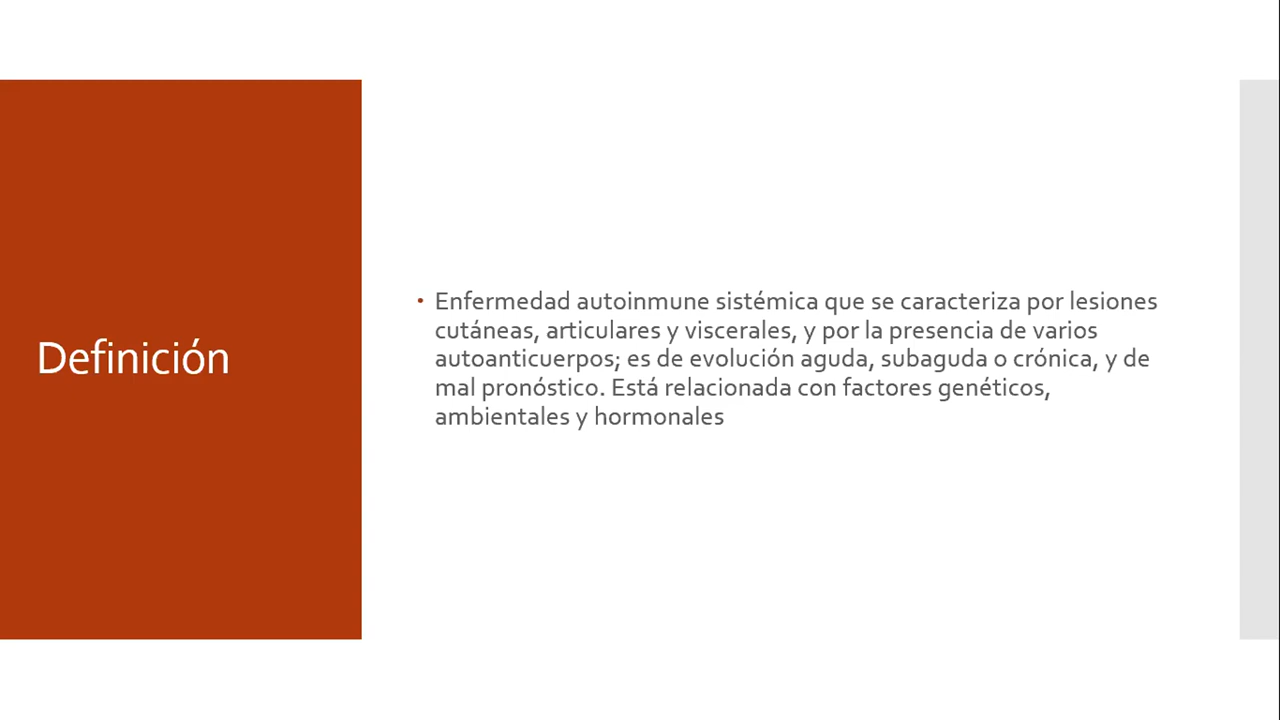 Definición
• Enfermedad autoinmune sistémica que se caracteriza por lesiones
cutáneas, articulares y viscerales, y por la presencia de varios
autoanticuerpos; es de evolución aguda, subaguda o crónica, y de
mal pronóstico. Está relacionada con factores genéticos,
ambientales y hormonales